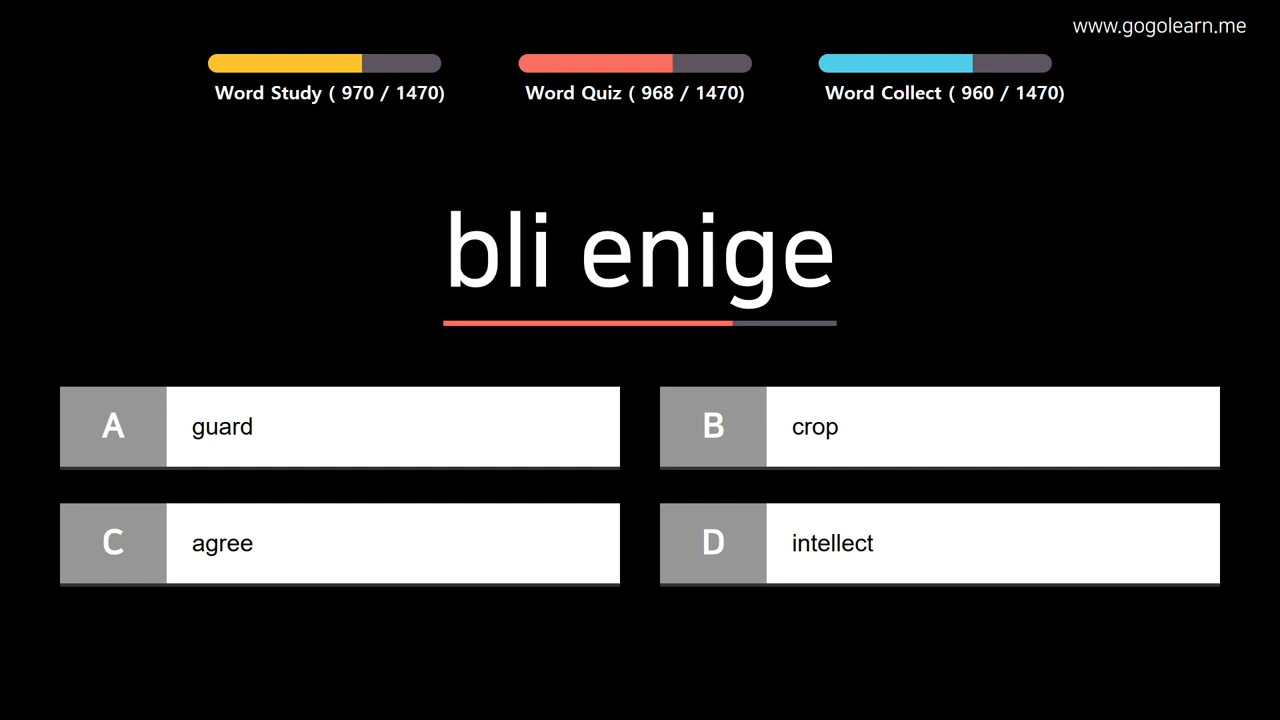 www.gogolearn.me
Word Study ( 970 / 1470)
Word Quiz ( 968 / 1470)
Word Collect ( 960 / 1470)
bli enige
A guard
B crop
C agree
D intellect